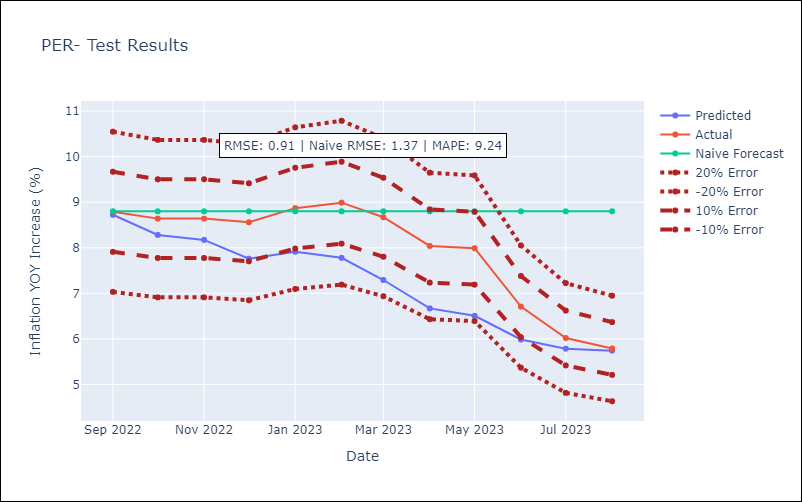 PER- Test Results
Inflation YOY Increase (%)
11
10
9
8
7
6
5
RMSE: 0.91 | Naive RMSE: 1.37 | MAPE: 9.24
Sep 2022
Nov 2022
Jan 2023
Mar 2023
May 2023
Jul 2023
Date
Predicted
Actual
Naive Forecast
20% Error
-20% Error
10% Error
-10% Error